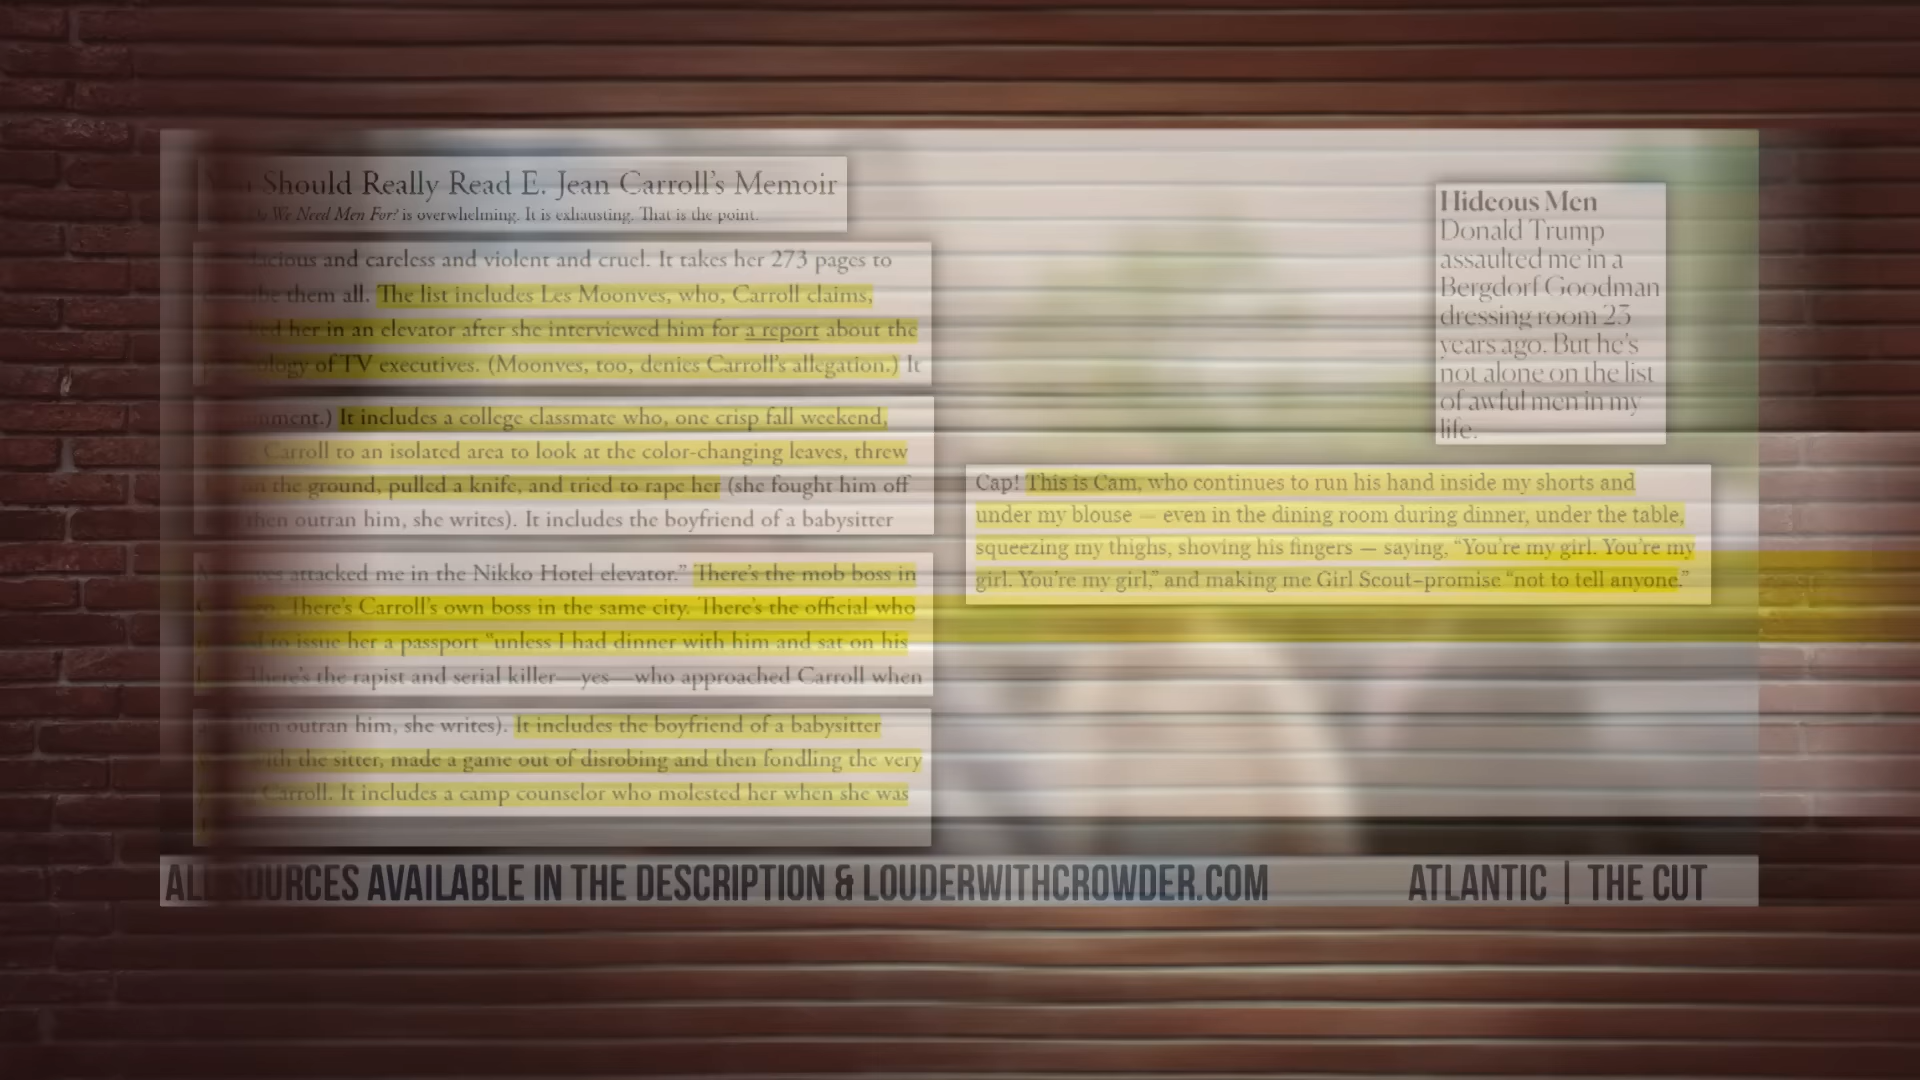 Should Really Read E. Jean Carroll's Memoir
We Need Men For? is overwhelming. It is exhausting. That is the point.
and careless and violent and cruel. It takes her 273 pages to
them all. The list includes Les Moonves, who, Carroll claims,
her in an elevator after she interviewed him for a report about the
of TV executives. (Moonves, too, denies Carroll's allegation.) It
It includes a college classmate who, one crisp fall weekend,
Carroll to an isolated area to look at the color-changing leaves, threw
the ground, pulled a knife, and tried to rape her (she fought him off
then outran him, she writes). It includes the boyfriend of a babysitter
attacked me in the Nikko Hotel elevator." There's the mob boss in
There's Carroll's own boss in the same city. There's the official who
to issue her a passport "unless I had dinner with him and sat on his
There's the rapist and serial killer—yes—who approached Carroll when
then outran him, she writes). It includes the boyfriend of a babysitter
with the sitter, made a game out of disrobing and then fondling the very
Carroll. It includes a camp counselor who molested her when she was
Hideous Men
Donald Trump
assaulted me in a
Bergdorf Goodman
dressing room 23
years ago. But he's
not alone on the list
of awful men in my
life.
Cap! This is Cam, who continues to run his hand inside my shorts and
under my blouse — even in the dining room during dinner, under the table,
squeezing my thighs, shoving his fingers — saying, "You're my girl. You're my
girl. You're my girl," and making me Girl Scout-promise "not to tell anyone."
ALL SOURCES AVAILABLE IN THE DESCRIPTION & LOUDERWITHCROWDER.COM
ATLANTIC | THE CUT